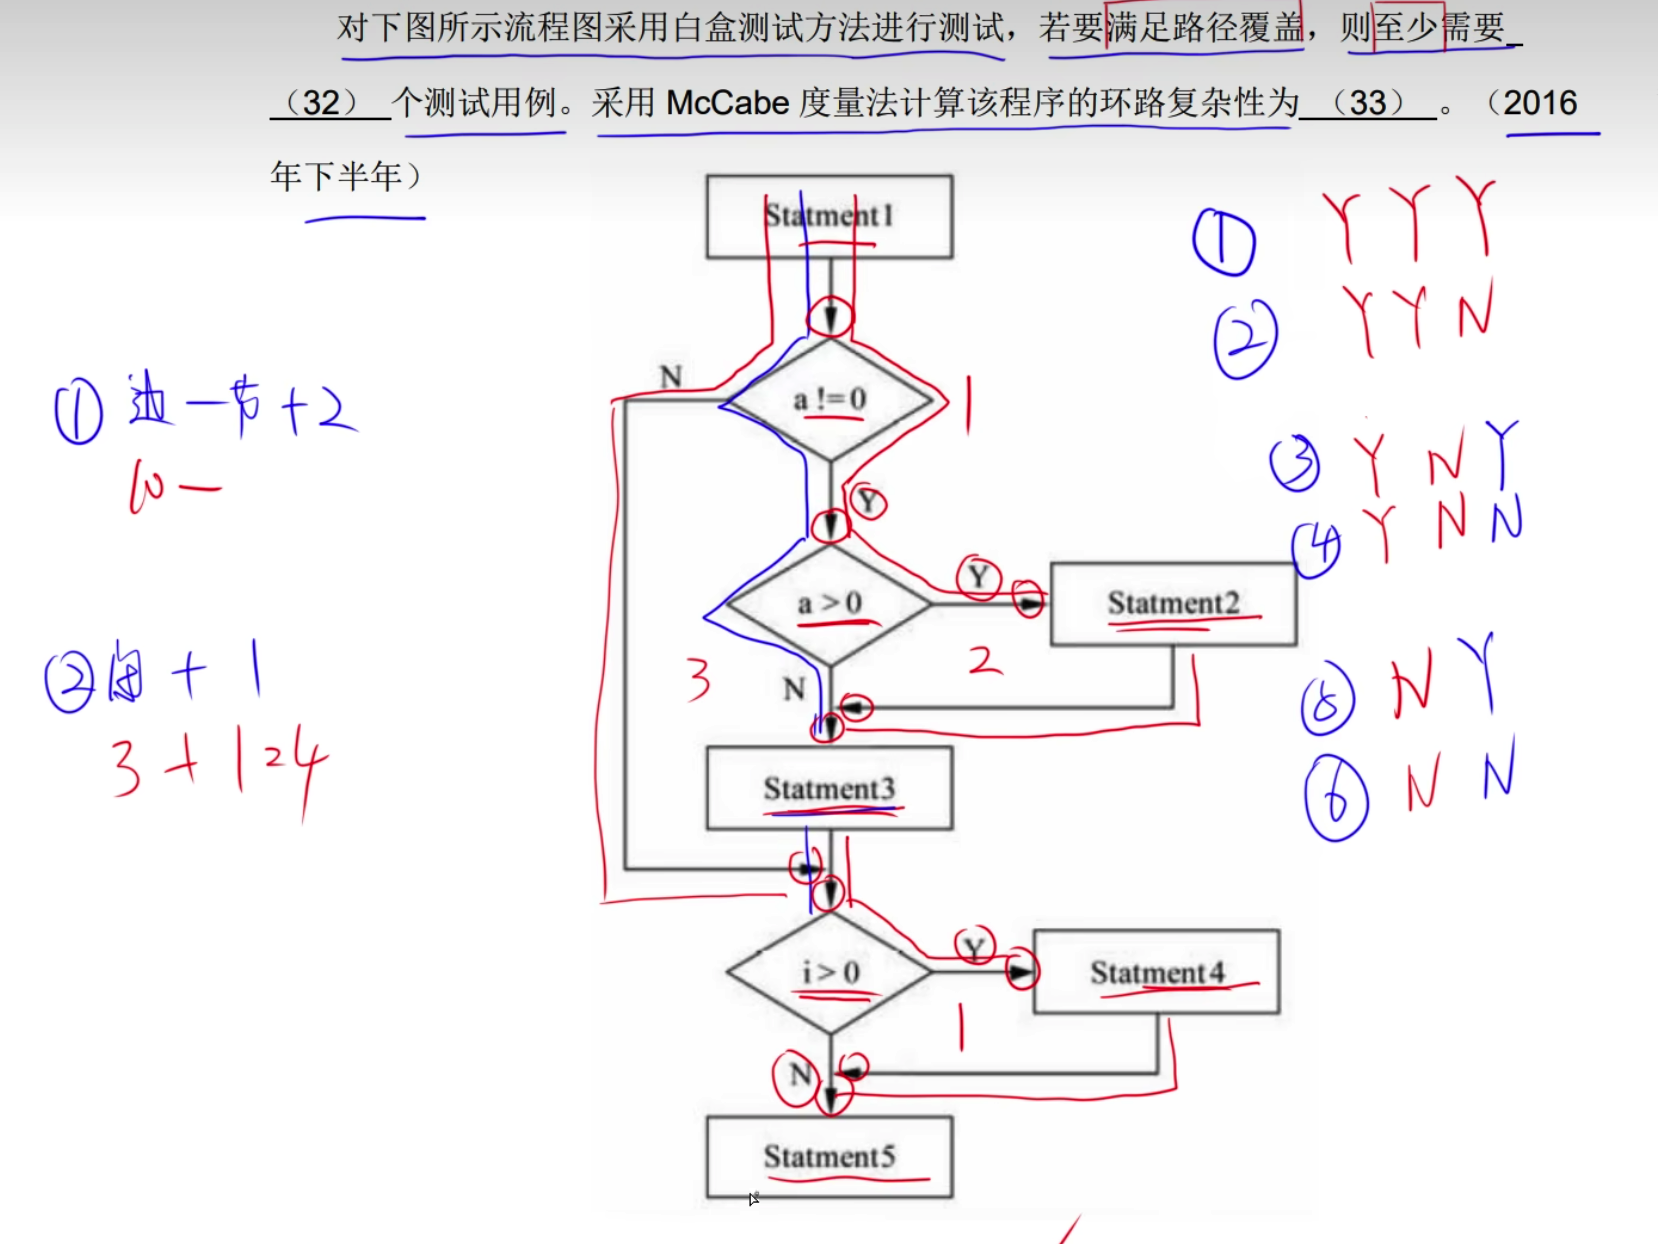 对下图所示流程图采用白盒测试方法进行测试，若要满足路径覆盖，则至少需要
（32） 个测试用例。采用 McCabe 度量法计算该程序的环路复杂性为 （33） 。（2016
年下半年）
Statment1
① Y Y Y
② Y Y N
N
a !=0
1
① 边一节+2
10 一
Y
③ Y N Y
④ Y N N
Y
a >0
Statment2
2
3
N
② 闭 + 1
3 + 1 = 4
⑤ N Y
⑥ N N
Statment3
Y
i > 0
Statment4
1
N
Statment5